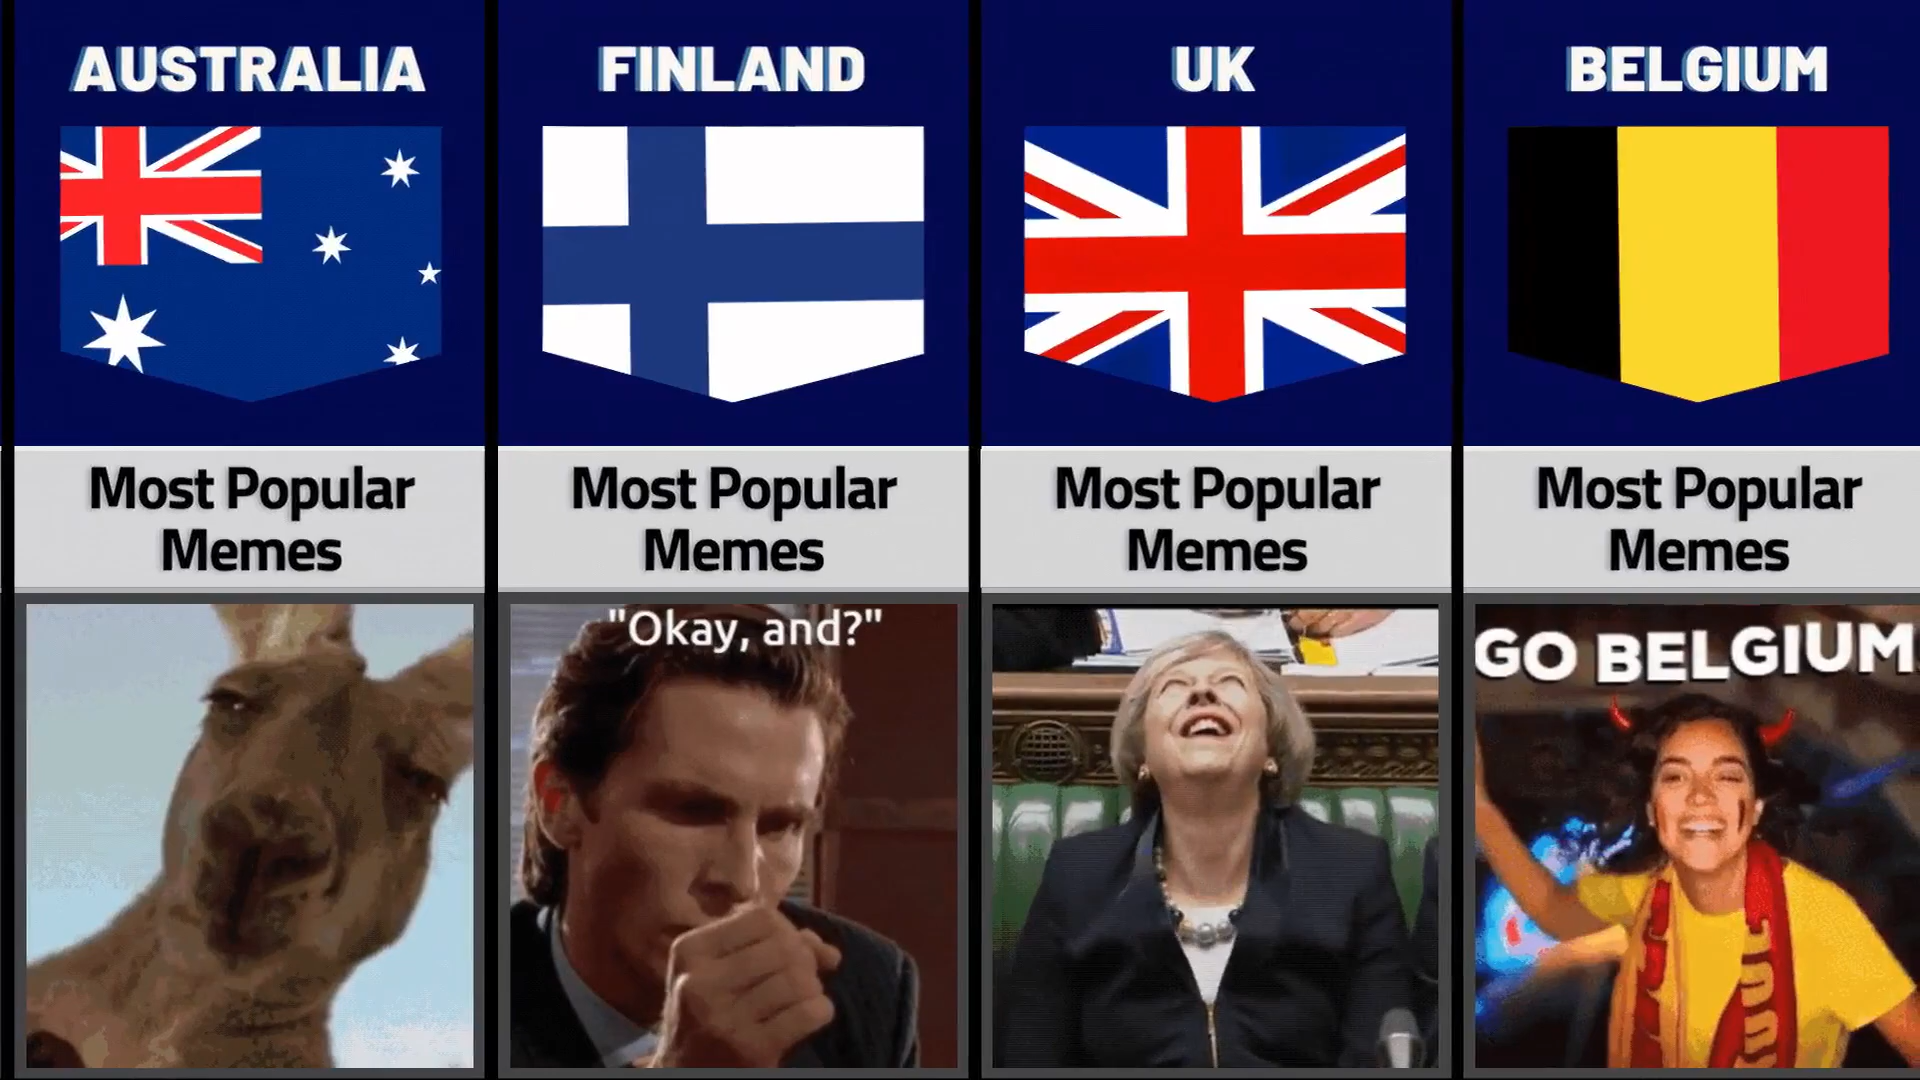 AUSTRALIA
Most Popular
Memes
FINLAND
Most Popular
Memes
"Okay, and?"
UK
Most Popular
Memes
BELGIUM
Most Popular
Memes
GO BELGIUM